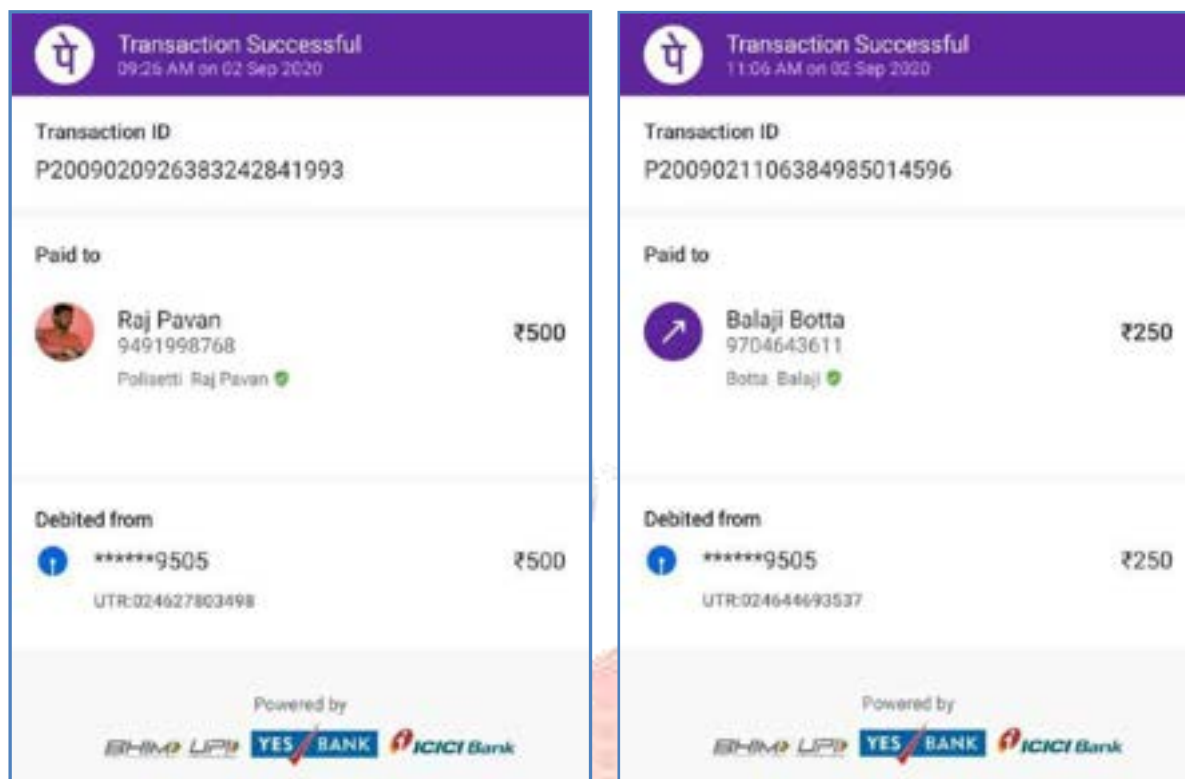 पे
Transaction Successful
09:26 AM on 02 Sep 2020
Transaction ID
P2009020926383242841993
Paid to
Raj Pavan
₹500
9491998768
Polisetti Raj Pavan
Debited from
******9505
₹500
UTR:024627803498
Powered by
BHIM UPI YES BANK ICICI Bank
पे
Transaction Successful
11:06 AM on 02 Sep 2020
Transaction ID
P2009021106384985014596
Paid to
Balaji Botta
₹250
9704643611
Botta Balaji
Debited from
******9505
₹250
UTR:024644693537
Powered by
BHIM UPI YES BANK ICICI Bank